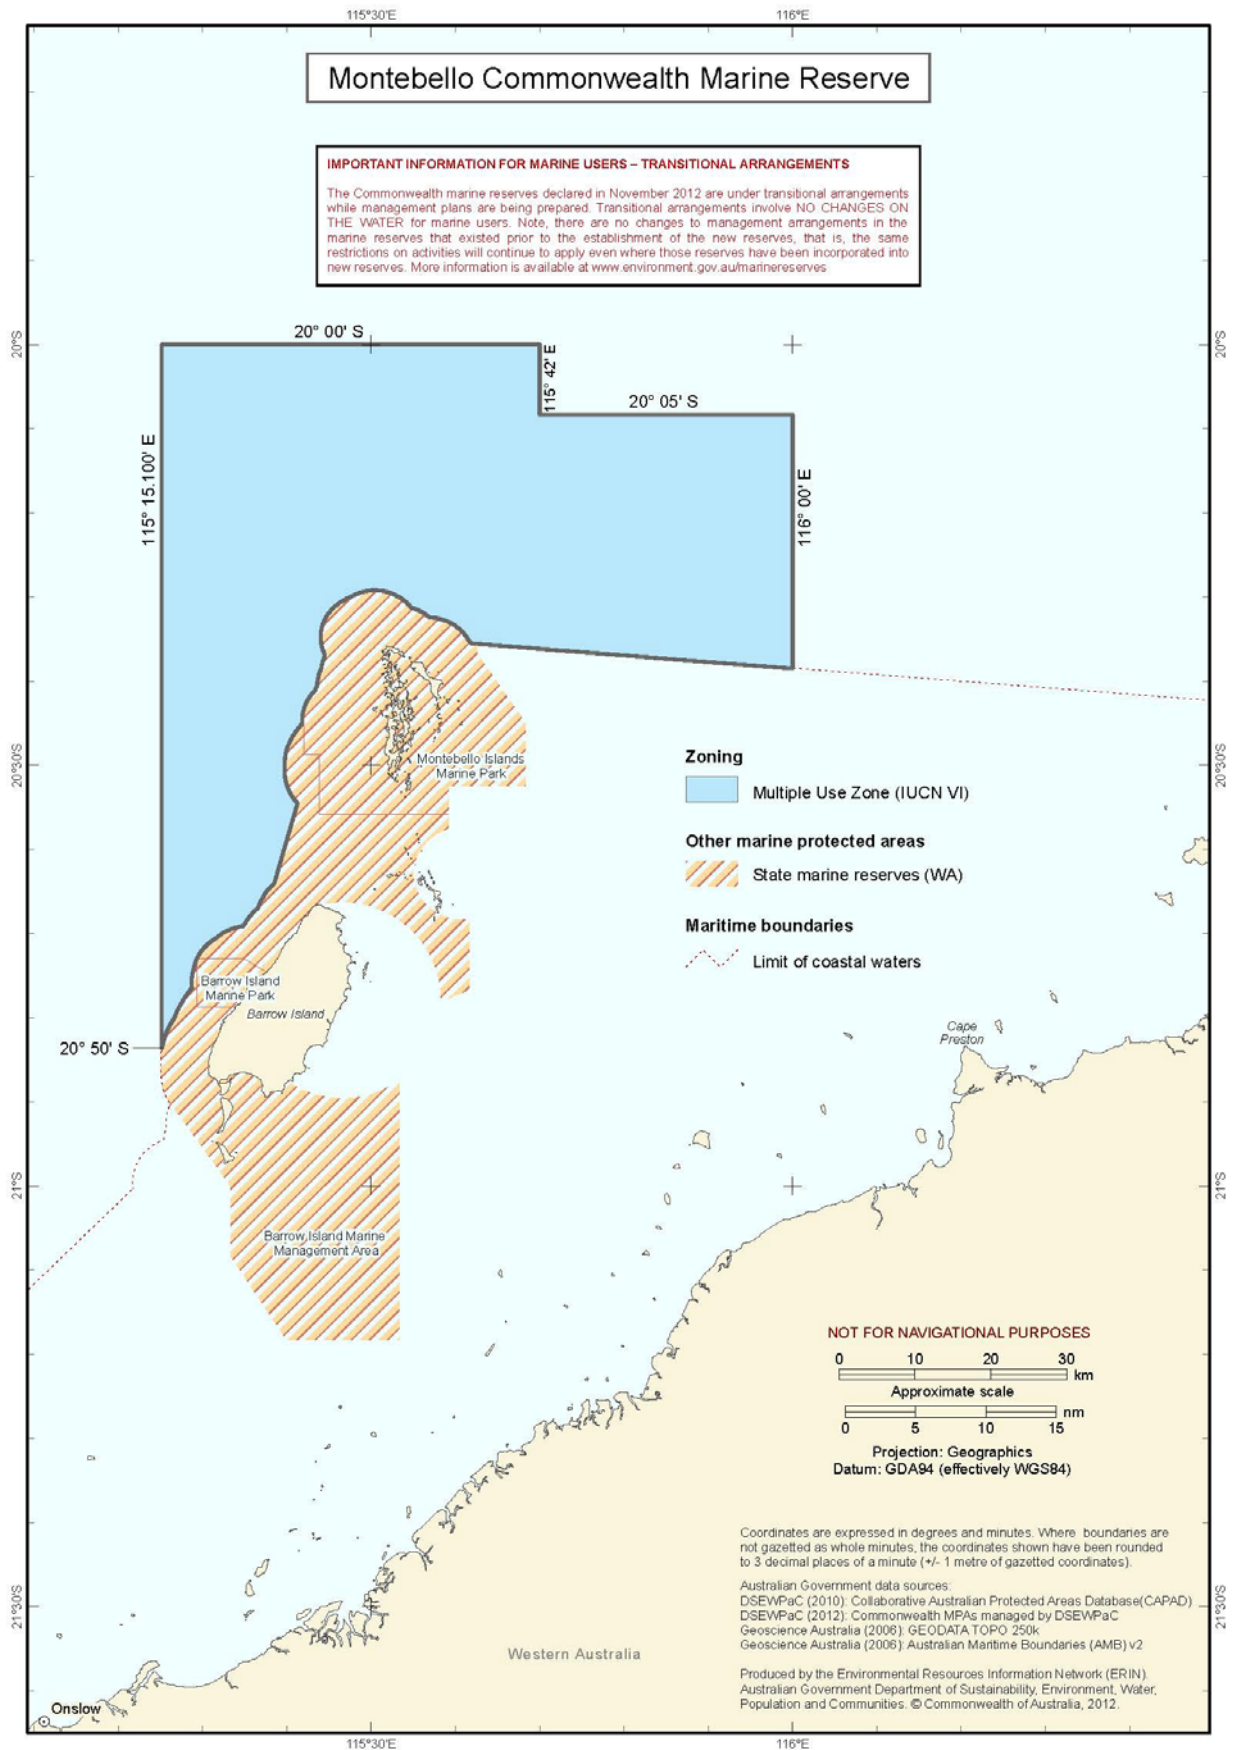 115°30'E
116°E
Montebello Commonwealth Marine Reserve
IMPORTANT INFORMATION FOR MARINE USERS – TRANSITIONAL ARRANGEMENTS
The Commonwealth marine reserves declared in November 2012 are under transitional arrangements
while management plans are being prepared. Transitional arrangements involve NO CHANGES ON
THE WATER for marine users. Note, there are no changes to management arrangements in the
marine reserves that existed prior to the establishment of the new reserves, that is, the same
restrictions on activities will continue to apply even where those reserves have been incorporated into
new reserves. More information is available at www.environment.gov.au/marinereserves
20° 00' S
20°S
20°S
115° 42' E
20° 05' S
115° 15.100' E
116° 00' E
20°30'S
20°30'S
Montebello Islands
Marine Park
Zoning
Multiple Use Zone (IUCN VI)
Other marine protected areas
State marine reserves (WA)
Maritime boundaries
Limit of coastal waters
Barrow Island
Marine Park
Barrow Island
20° 50' S
Cape
Preston
21°S
21°S
Barrow Island Marine
Management Area
NOT FOR NAVIGATIONAL PURPOSES
0 10 20 30
km
Approximate scale
nm
0 5 10 15
Projection: Geographics
Datum: GDA94 (effectively WGS84)
Coordinates are expressed in degrees and minutes. Where boundaries are
not gazetted as whole minutes, the coordinates shown have been rounded
to 3 decimal places of a minute (+/- 1 metre of gazetted coordinates).
Australian Government data sources:
DSEWPaC (2010): Collaborative Australian Protected Areas Database(CAPAD)
DSEWPaC (2012): Commonwealth MPAs managed by DSEWPaC
Geoscience Australia (2006): GEODATA TOPO 250k
Geoscience Australia (2006): Australian Maritime Boundaries (AMB) v2
21°30'S
21°30'S
Western Australia
Produced by the Environmental Resources Information Network (ERIN).
Australian Government Department of Sustainability, Environment, Water,
Population and Communities. © Commonwealth of Australia, 2012.
Onslow
115°30'E
116°E